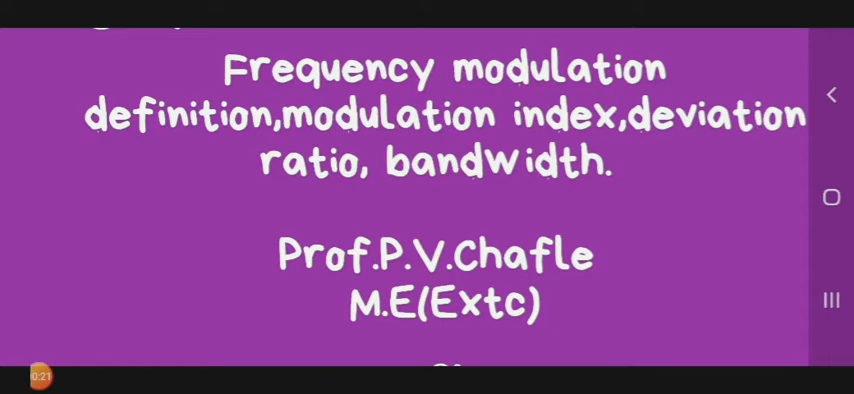 Frequency modulation
definition,modulation index,deviation
ratio, bandwidth.
Prof.P.V.Chafle
M.E(Extc)
0:21